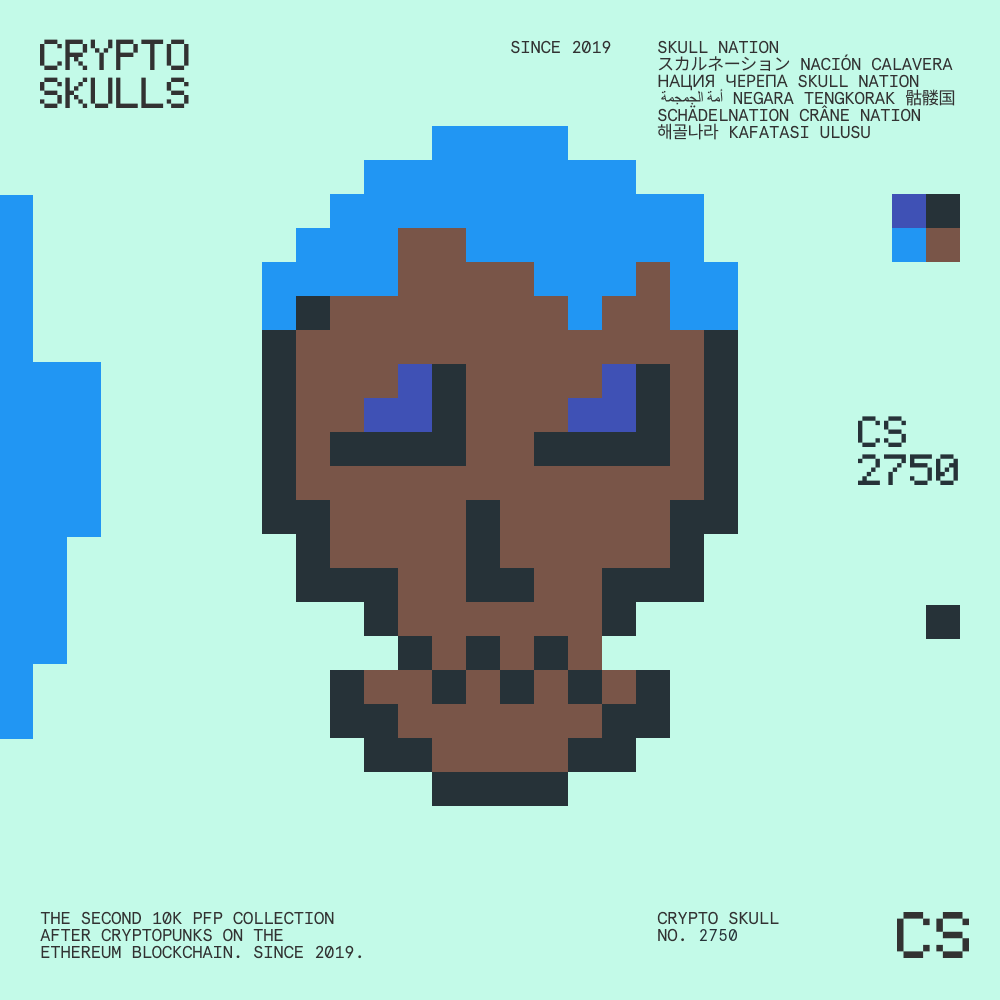 CRYPTO
SKULLS
SINCE 2019
SKULL NATION
スカルネーション NACIÓN CALAVERA
НАЦИЯ ЧЕРЕПА SKULL NATION
أمة الجمجمة NEGARA TENGKORAK 骷髅国
SCHÄDELNATION CRÂNE NATION
해골나라 KAFATASI ULUSU
CS
2750
THE SECOND 10K PFP COLLECTION
AFTER CRYPTOPUNKS ON THE
ETHEREUM BLOCKCHAIN. SINCE 2019.
CRYPTO SKULL
NO. 2750
CS